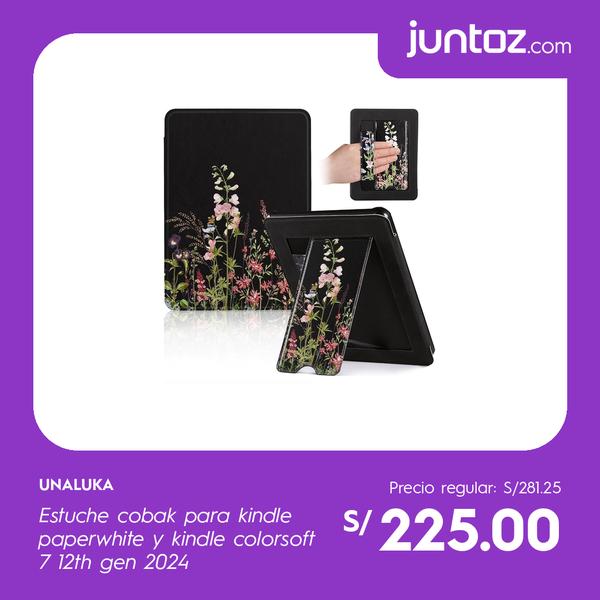 juntoz.com
UNALUKA
Estuche cobak para kindle
paperwhite y kindle colorsoft
7 12th gen 2024
Precio regular: S/281.25
S/ 225.00